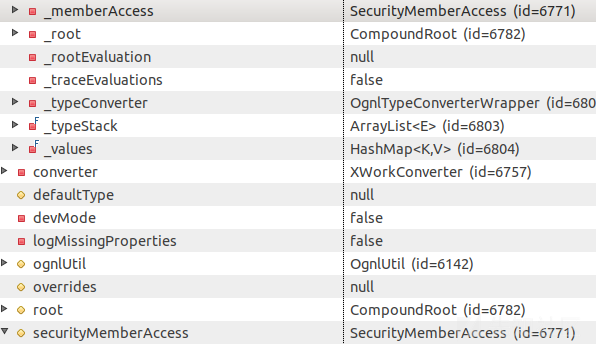 _memberAccess SecurityMemberAccess (id=6771)
_root CompoundRoot (id=6782)
_rootEvaluation null
_traceEvaluations false
_typeConverter OgnlTypeConverterWrapper (id=680
F _typeStack ArrayList<E> (id=6803)
F _values HashMap<K,V> (id=6804)
converter XWorkConverter (id=6757)
defaultType null
devMode false
logMissingProperties false
ognlUtil OgnlUtil (id=6142)
overrides null
root CompoundRoot (id=6782)
securityMemberAccess SecurityMemberAccess (id=6771)